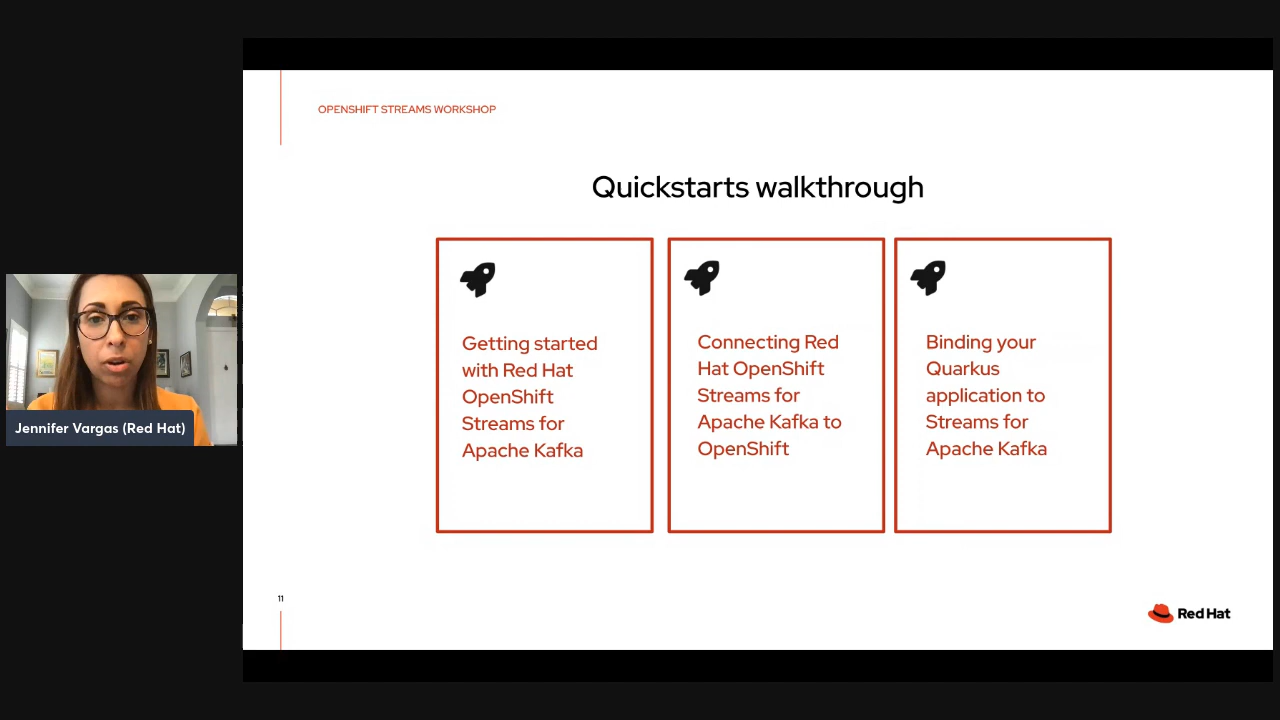 OPENSHIFT STREAMS WORKSHOP
Quickstarts walkthrough
Getting started
with Red Hat
OpenShift
Streams for
Apache Kafka
Connecting Red
Hat OpenShift
Streams for
Apache Kafka to
OpenShift
Binding your
Quarkus
application to
Streams for
Apache Kafka
Jennifer Vargas (Red Hat)
11
Red Hat